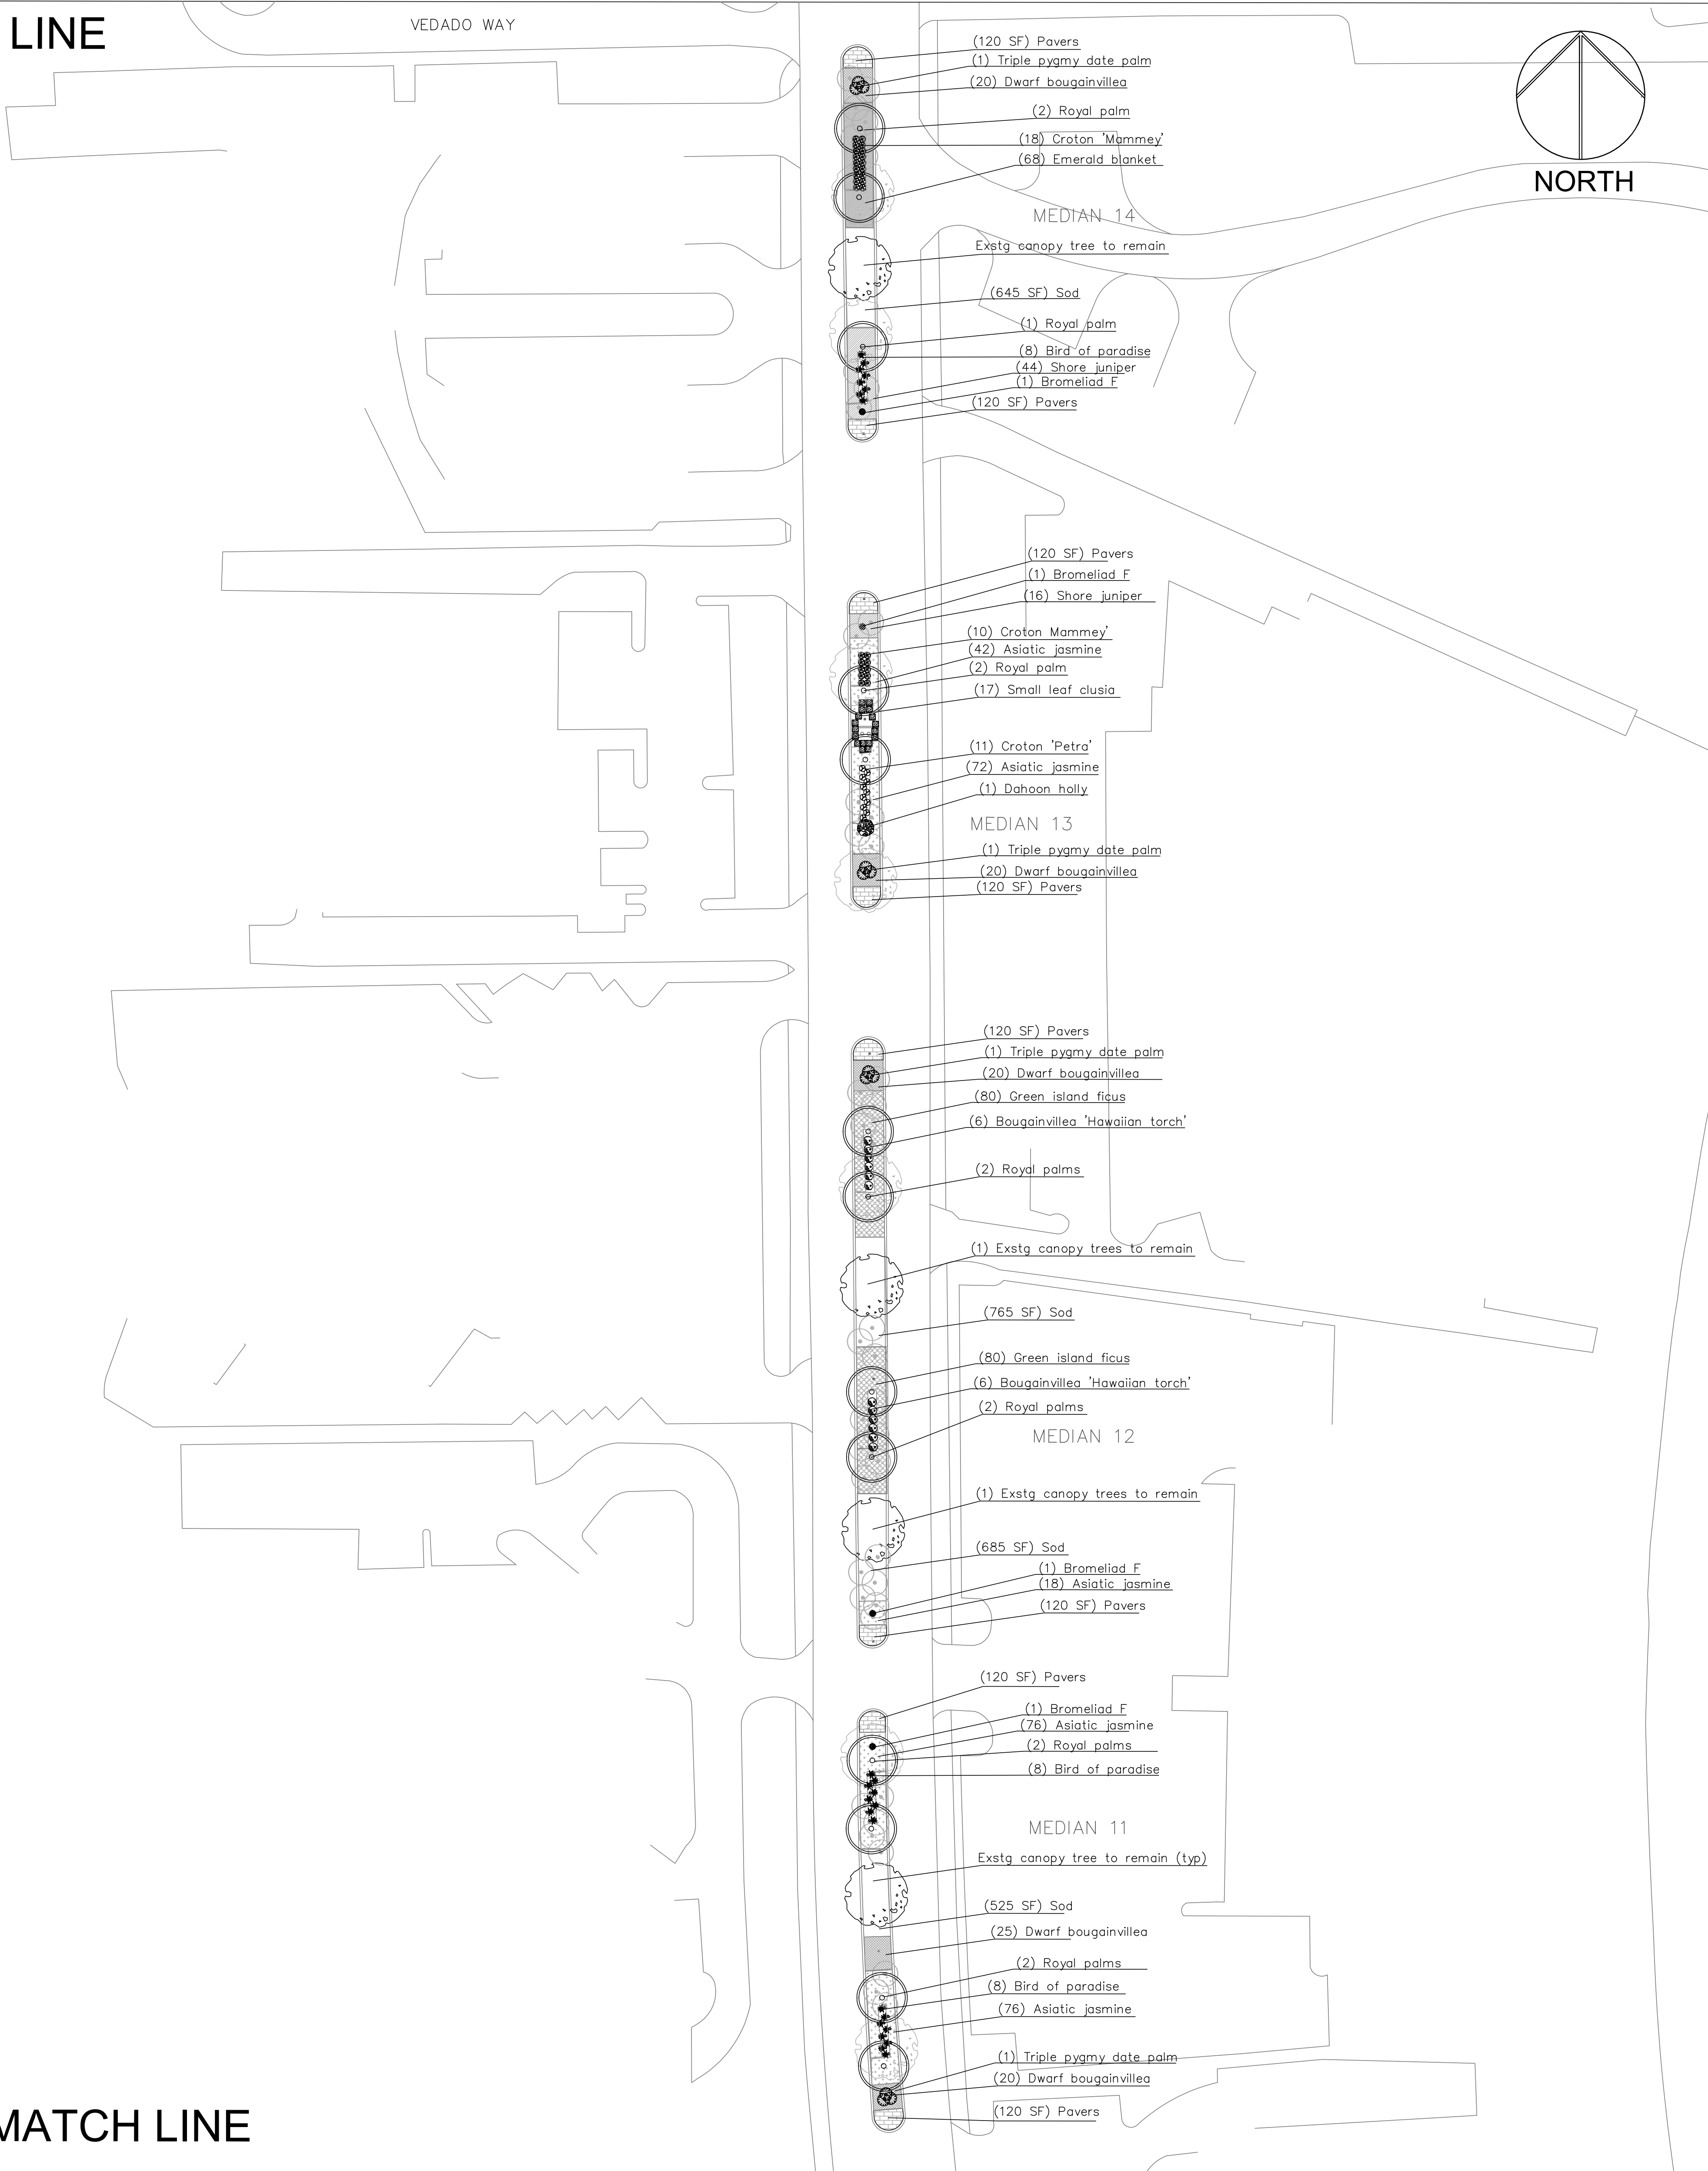 LINE
VEDADO WAY
NORTH
(120 SF) Pavers
(1) Triple pygmy date palm
(20) Dwarf bougainvillea
(2) Royal palm
(18) Croton 'Mammey'
(68) Emerald blanket
MEDIAN 14
Exstg canopy tree to remain
(645 SF) Sod
(1) Royal palm
(8) Bird of paradise
(44) Shore juniper
(1) Bromeliad F
(120 SF) Pavers
(120 SF) Pavers
(1) Bromeliad F
(16) Shore juniper
(10) Croton Mammey'
(42) Asiatic jasmine
(2) Royal palm
(17) Small leaf clusia
(11) Croton 'Petra'
(72) Asiatic jasmine
(1) Dahoon holly
MEDIAN 13
(1) Triple pygmy date palm
(20) Dwarf bougainvillea
(120 SF) Pavers
(120 SF) Pavers
(1) Triple pygmy date palm
(20) Dwarf bougainvillea
(80) Green island ficus
(6) Bougainvillea 'Hawaiian torch'
(2) Royal palms
(1) Exstg canopy trees to remain
(765 SF) Sod
(80) Green island ficus
(6) Bougainvillea 'Hawaiian torch'
(2) Royal palms
MEDIAN 12
(1) Exstg canopy trees to remain
(685 SF) Sod
(1) Bromeliad F
(18) Asiatic jasmine
(120 SF) Pavers
(120 SF) Pavers
(1) Bromeliad F
(76) Asiatic jasmine
(2) Royal palms
(8) Bird of paradise
MEDIAN 11
Exstg canopy tree to remain (typ)
(525 SF) Sod
(25) Dwarf bougainvillea
(2) Royal palms
(8) Bird of paradise
(76) Asiatic jasmine
(1) Triple pygmy date palm
(20) Dwarf bougainvillea
(120 SF) Pavers
MATCH LINE